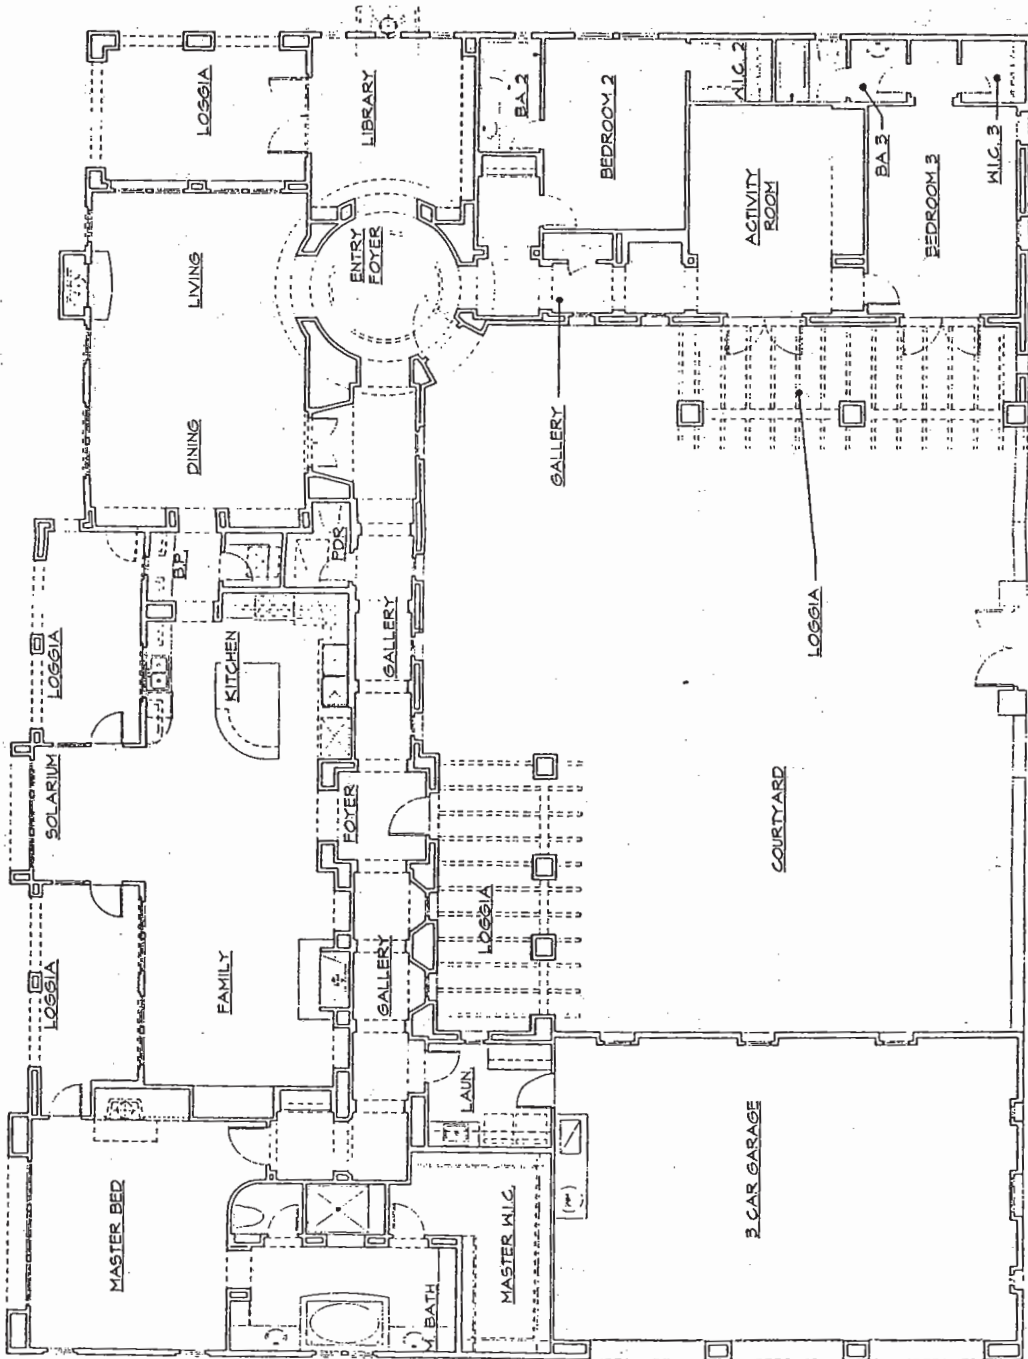 LOGGIA
SOLARIUM
LOGGIA
MASTER BED
FAMILY
KITCHEN
B.P.
DINING
LIVING
LOGGIA
GALLERY
FOYER
GALLERY
PDR
ENTRY
FOYER
LIBRARY
M. BATH
MASTER W.I.C.
LAUN.
LOGGIA
GALLERY
BA 2
BEDROOM 2
3 CAR GARAGE
COURTYARD
LOGGIA
ACTIVITY
ROOM
W.I.C. 2
BA 3
BEDROOM 3
W.I.C. 3